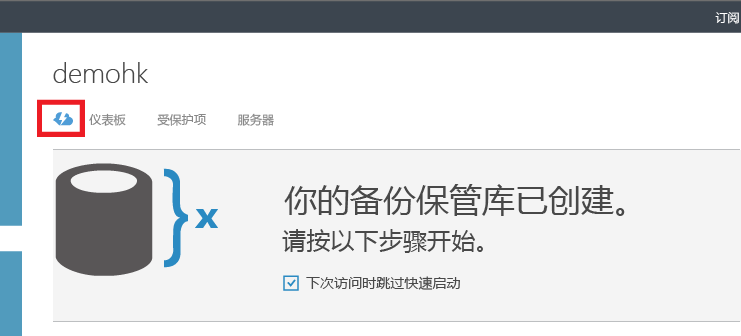 订阅
demohk
仪表板 受保护项 服务器
x
你的备份保管库已创建。
请按以下步骤开始。
下次访问时跳过快速启动